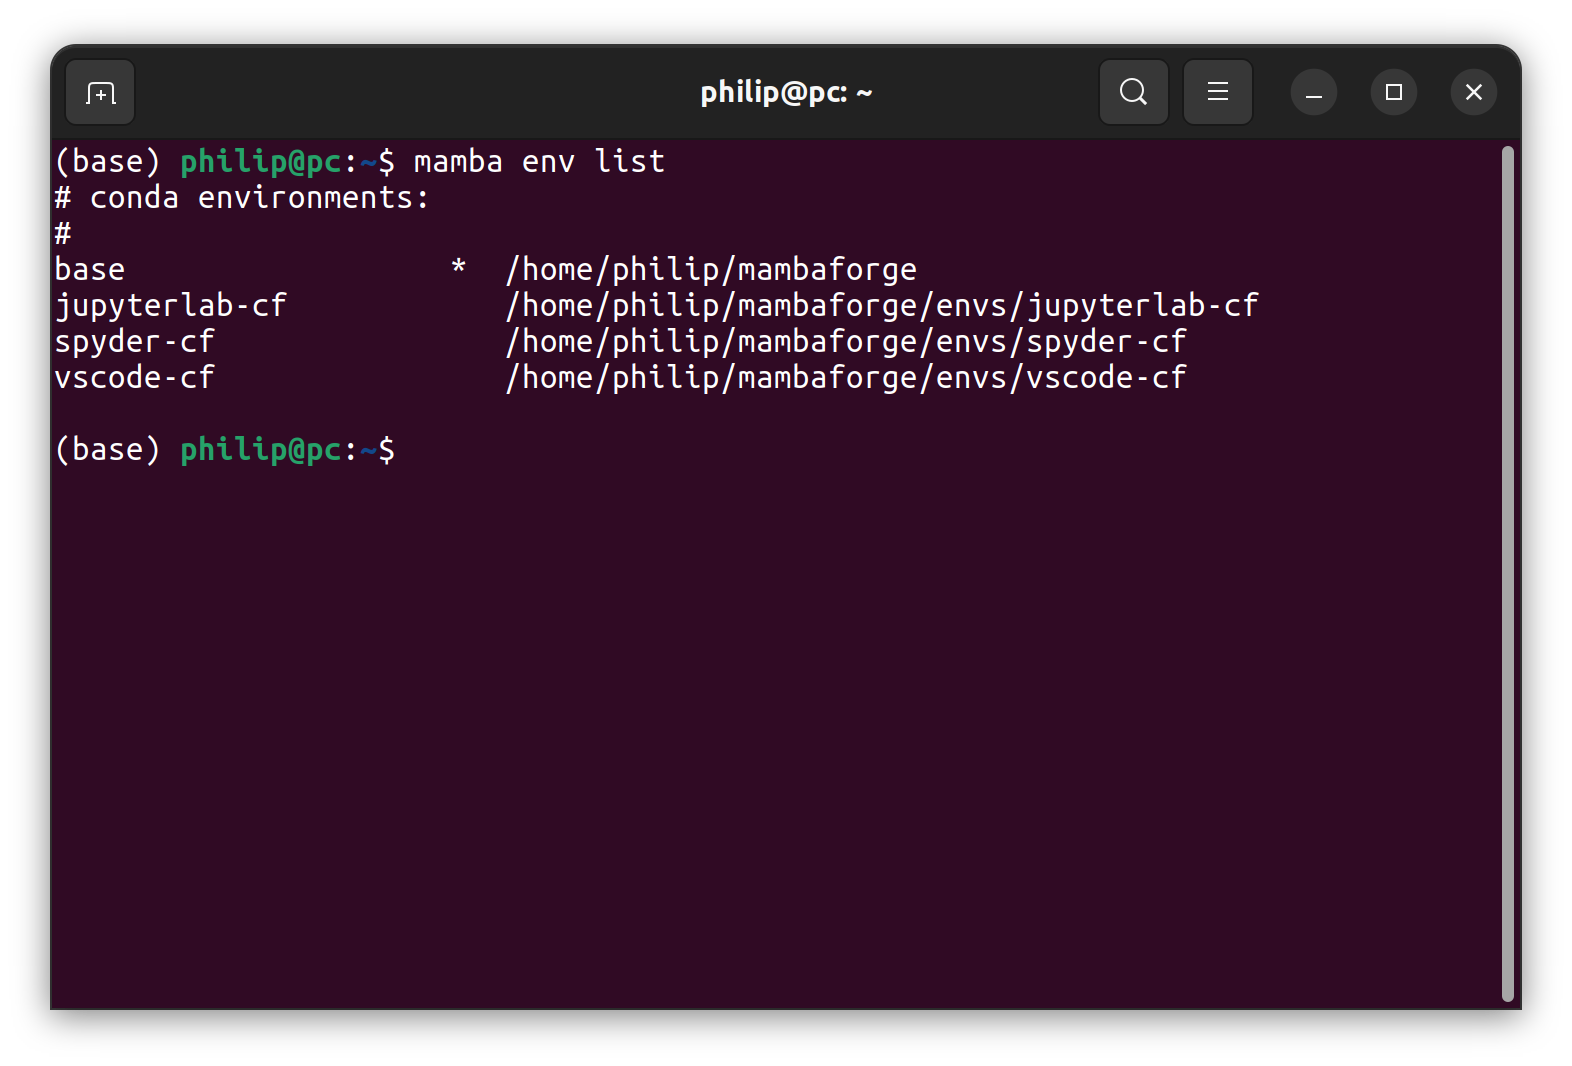 philip@pc: ~
(base) philip@pc:~$ mamba env list
# conda environments:
#
base                  *  /home/philip/mambaforge
jupyterlab-cf            /home/philip/mambaforge/envs/jupyterlab-cf
spyder-cf                /home/philip/mambaforge/envs/spyder-cf
vscode-cf                /home/philip/mambaforge/envs/vscode-cf
(base) philip@pc:~$